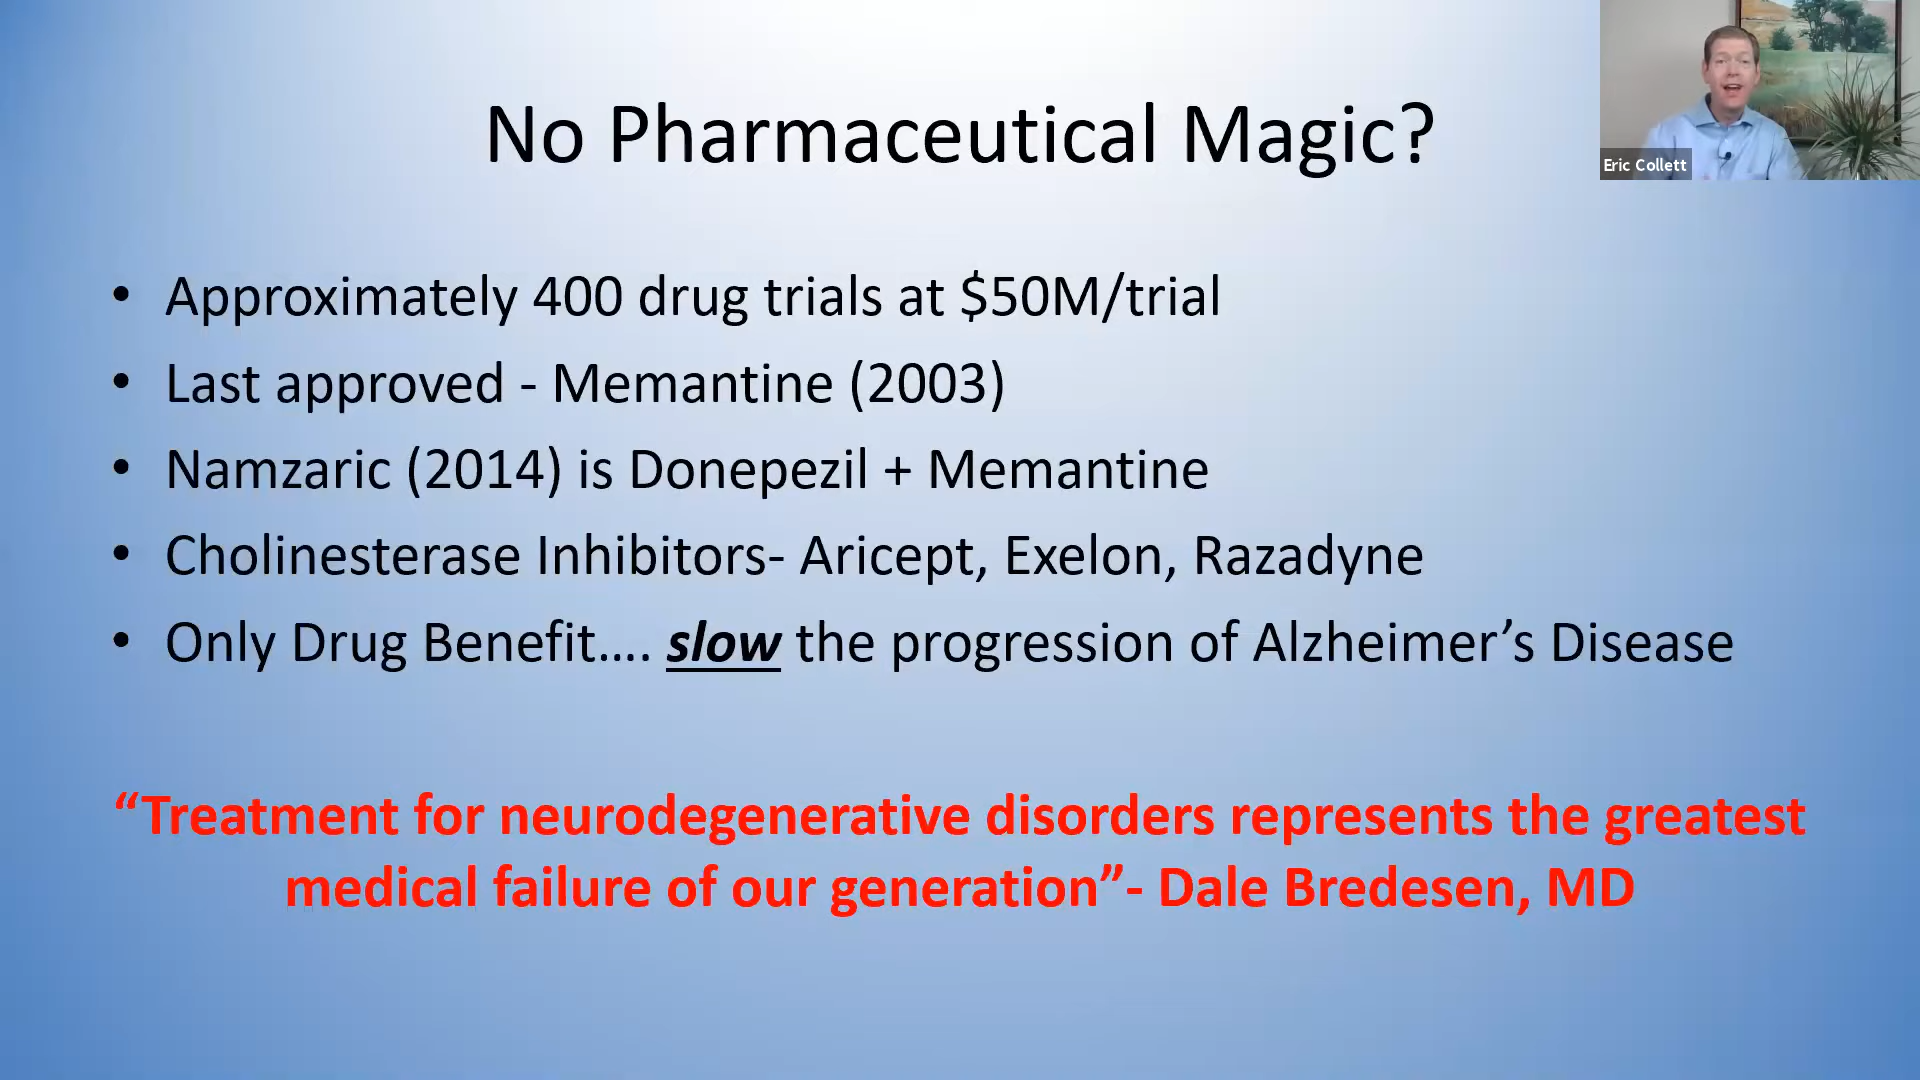 No Pharmaceutical Magic?
Eric Collett
• Approximately 400 drug trials at $50M/trial
• Last approved - Memantine (2003)
• Namzaric (2014) is Donepezil + Memantine
• Cholinesterase Inhibitors- Aricept, Exelon, Razadyne
• Only Drug Benefit…. slow the progression of Alzheimer’s Disease
“Treatment for neurodegenerative disorders represents the greatest
medical failure of our generation”- Dale Bredesen, MD